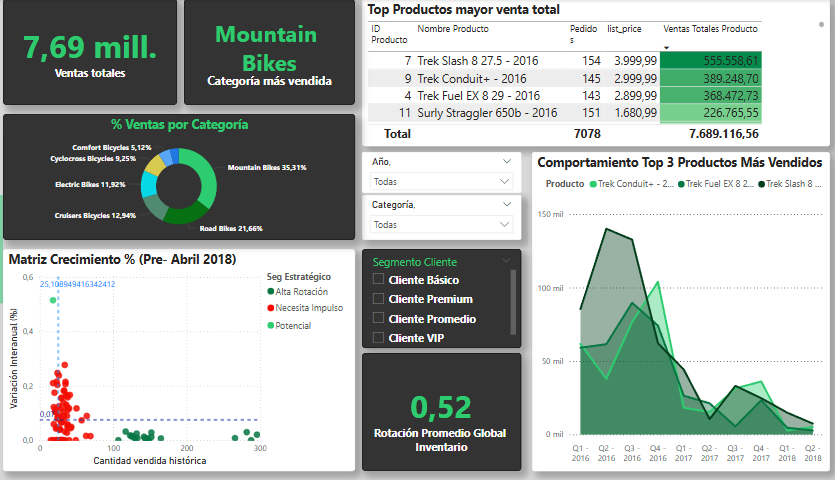 7,69 mill.
Ventas totales
Mountain
Bikes
Categoría más vendida
Top Productos mayor venta total
ID Producto Nombre Producto Pedidos list_price Ventas Totales Producto
7 Trek Slash 8 27.5 - 2016 154 3.999,99 555.558,61
9 Trek Conduit+ - 2016 145 2.999,99 389.248,70
4 Trek Fuel EX 8 29 - 2016 143 2.899,99 368.472,73
11 Surly Straggler 650b - 2016 151 1.680,99 226.765,55
Total 7078 7.689.116,56
% Ventas por Categoría
Comfort Bicycles 5,12%
Cyclocross Bicycles 9,25%
Electric Bikes 11,92%
Cruisers Bicycles 12,94%
Mountain Bikes 35,31%
Road Bikes 21,66%
Año,
Todas
Categoría,
Todas
Comportamiento Top 3 Productos Más Vendidos
Producto Trek Conduit+ - 2... Trek Fuel EX 8 2... Trek Slash 8 ...
150 mil
100 mil
50 mil
0 mil
Q1 - 2016
Q2 - 2016
Q3 - 2016
Q4 - 2016
Q1 - 2017
Q2 - 2017
Q3 - 2017
Q4 - 2017
Q1 - 2018
Q2 - 2018
Matriz Crecimiento % (Pre- Abril 2018)
25,108949416342412
Seg Estratégico
Alta Rotación
Necesita Impulso
Potencial
Variación Interanual (%)
0,6
0,4
0,2
0,07
0,0
0
100
200
300
Cantidad vendida histórica
Segmento Cliente
Cliente Básico
Cliente Premium
Cliente Promedio
Cliente VIP
0,52
Rotación Promedio Global
Inventario